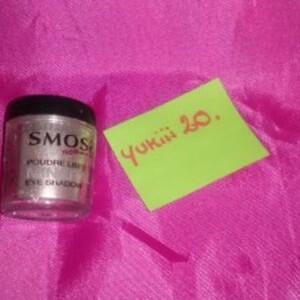 SMOS
POUDRE LIB
EYE SHADOW
yukiii 20.